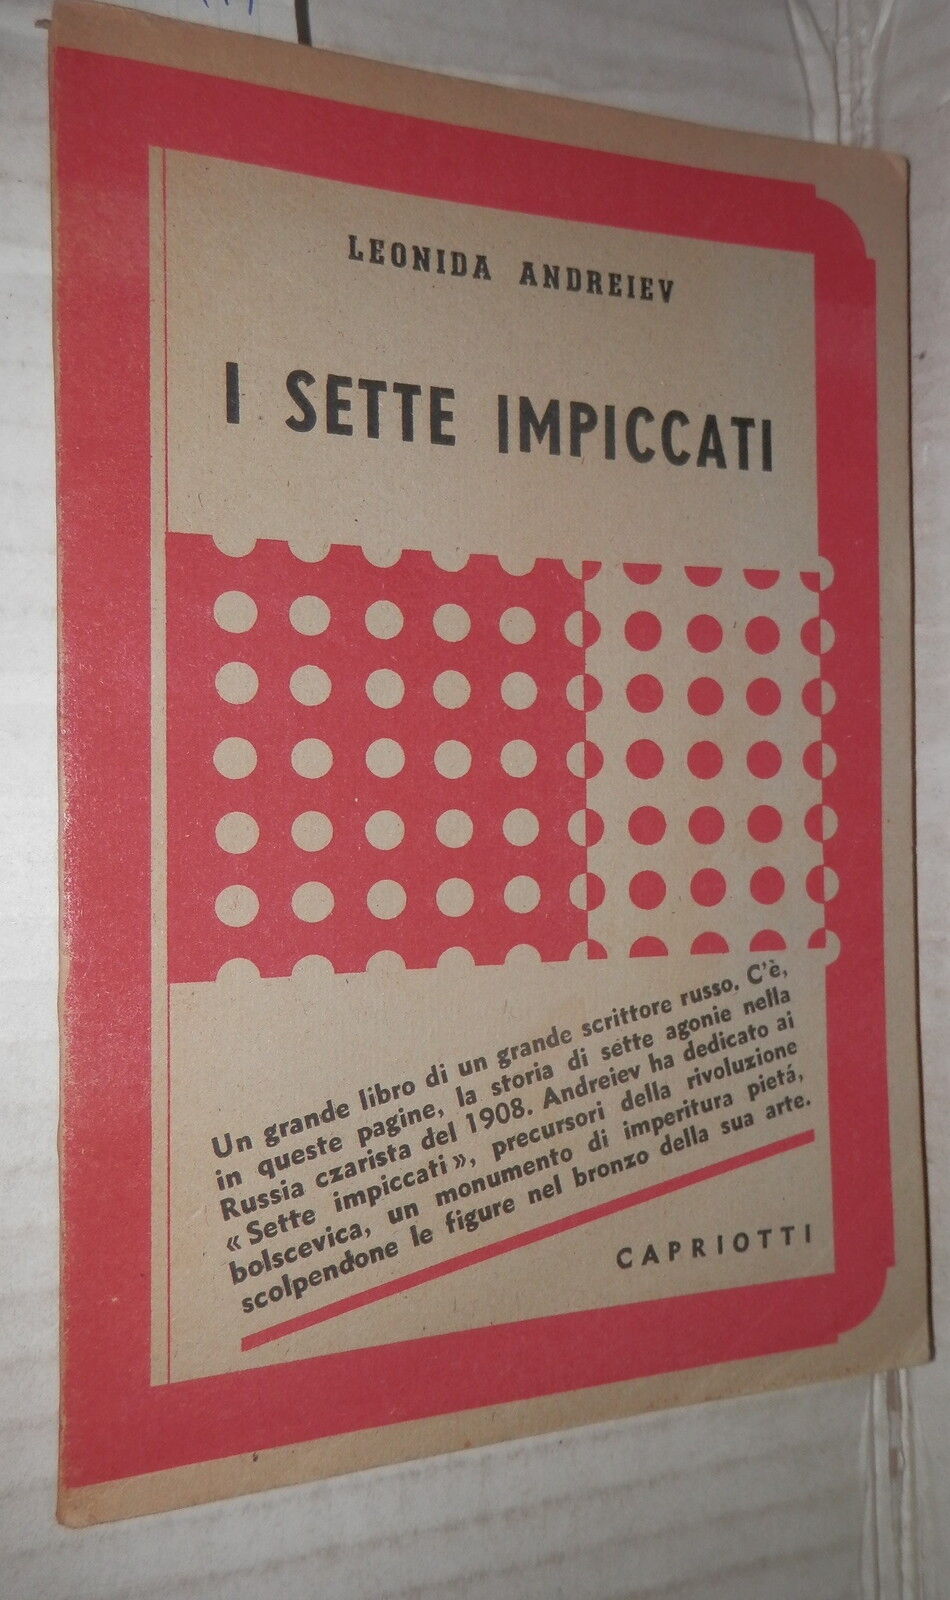 LEONIDA ANDREIEV
I SETTE IMPICCATI
Un grande libro di un grande scrittore russo. C'è,
in queste pagine, la storia di sette agonie nella
Russia czarista del 1908. Andreiev ha dedicato ai
«Sette impiccati», precursori della rivoluzione
bolscevica, un monumento di imperitura pietá,
scolpendone le figure nel bronzo della sua arte.
CAPRIOTTI